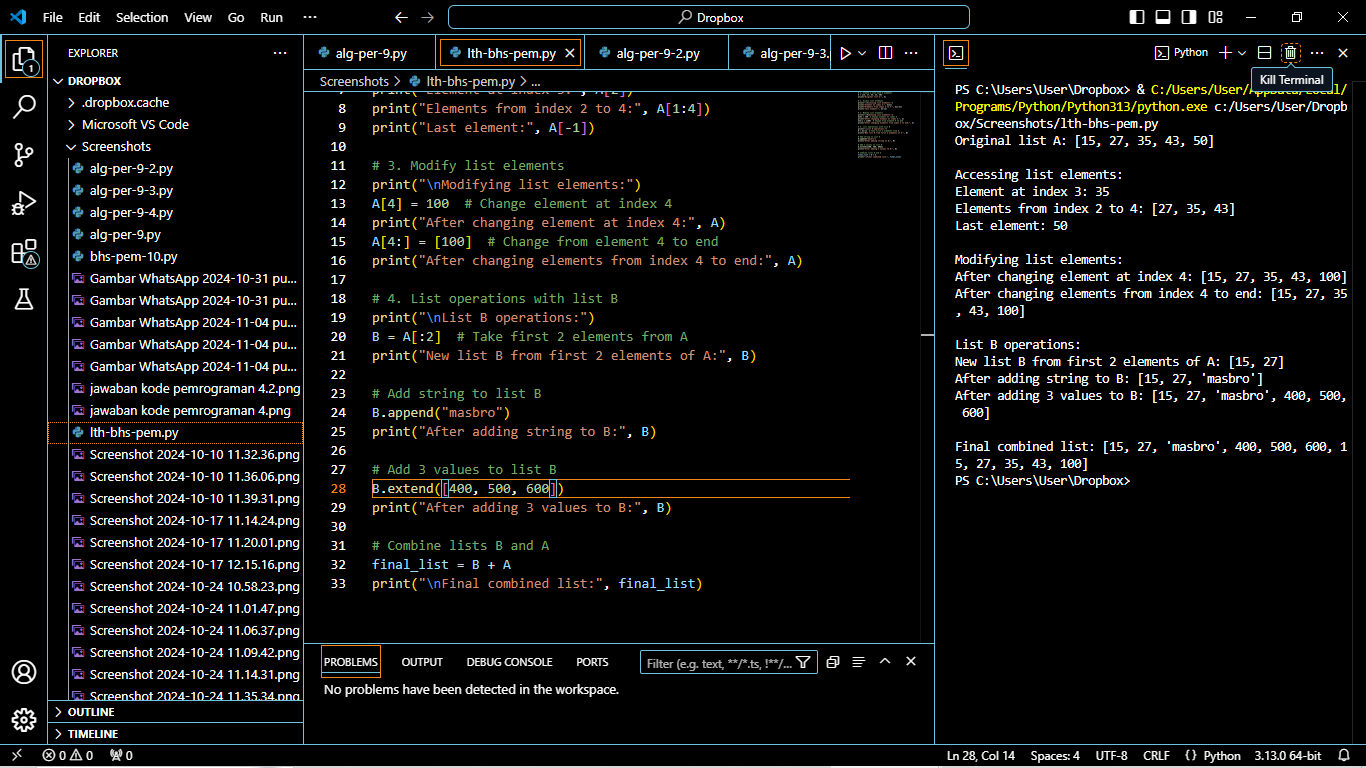 File Edit Selection View Go Run ··· Dropbox
EXPLORER ···
DROPBOX
.dropbox.cache
Microsoft VS Code
Screenshots
alg-per-9-2.py
alg-per-9-3.py
alg-per-9-4.py
alg-per-9.py
bhs-pem-10.py
Gambar WhatsApp 2024-10-31 pu...
Gambar WhatsApp 2024-10-31 pu...
Gambar WhatsApp 2024-11-04 pu...
Gambar WhatsApp 2024-11-04 pu...
Gambar WhatsApp 2024-11-04 pu...
jawaban kode pemrograman 4.2.png
jawaban kode pemrograman 4.png
lth-bhs-pem.py
Screenshot 2024-10-10 11.32.36.png
Screenshot 2024-10-10 11.36.06.png
Screenshot 2024-10-10 11.39.31.png
Screenshot 2024-10-17 11.14.24.png
Screenshot 2024-10-17 11.20.01.png
Screenshot 2024-10-17 12.15.16.png
Screenshot 2024-10-24 10.58.23.png
Screenshot 2024-10-24 11.01.47.png
Screenshot 2024-10-24 11.06.37.png
Screenshot 2024-10-24 11.09.42.png
Screenshot 2024-10-24 11.14.31.png
Screenshot 2024-10-24 11.35.34.png
OUTLINE
TIMELINE
alg-per-9.py lth-bhs-pem.py alg-per-9-2.py alg-per-9-3.
Screenshots > lth-bhs-pem.py > ...
8 print("Elements from index 2 to 4:", A[1:4])
9 print("Last element:", A[-1])
10
11 # 3. Modify list elements
12 print("\nModifying list elements:")
13 A[4] = 100  # Change element at index 4
14 print("After changing element at index 4:", A)
15 A[4:] = [100]  # Change from element 4 to end
16 print("After changing elements from index 4 to end:", A)
17
18 # 4. List operations with list B
19 print("\nList B operations:")
20 B = A[:2]  # Take first 2 elements from A
21 print("New list B from first 2 elements of A:", B)
22
23 # Add string to list B
24 B.append("masbro")
25 print("After adding string to B:", B)
26
27 # Add 3 values to list B
28 B.extend([400, 500, 600])
29 print("After adding 3 values to B:", B)
30
31 # Combine lists B and A
32 final_list = B + A
33 print("\nFinal combined list:", final_list)
PROBLEMS OUTPUT DEBUG CONSOLE PORTS Filter (e.g. text, **/*.ts, !**/...
No problems have been detected in the workspace.
Python
Kill Terminal
PS C:\Users\User\Dropbox> & C:/Users/User/AppData/Local/
Programs/Python/Python313/python.exe c:/Users/User/Dropb
ox/Screenshots/lth-bhs-pem.py
Original list A: [15, 27, 35, 43, 50]
Accessing list elements:
Element at index 3: 35
Elements from index 2 to 4: [27, 35, 43]
Last element: 50
Modifying list elements:
After changing element at index 4: [15, 27, 35, 43, 100]
After changing elements from index 4 to end: [15, 27, 35
, 43, 100]
List B operations:
New list B from first 2 elements of A: [15, 27]
After adding string to B: [15, 27, 'masbro']
After adding 3 values to B: [15, 27, 'masbro', 400, 500,
600]
Final combined list: [15, 27, 'masbro', 400, 500, 600, 1
5, 27, 35, 43, 100]
PS C:\Users\User\Dropbox>
0 0 0 Ln 28, Col 14 Spaces: 4 UTF-8 CRLF {} Python 3.13.0 64-bit